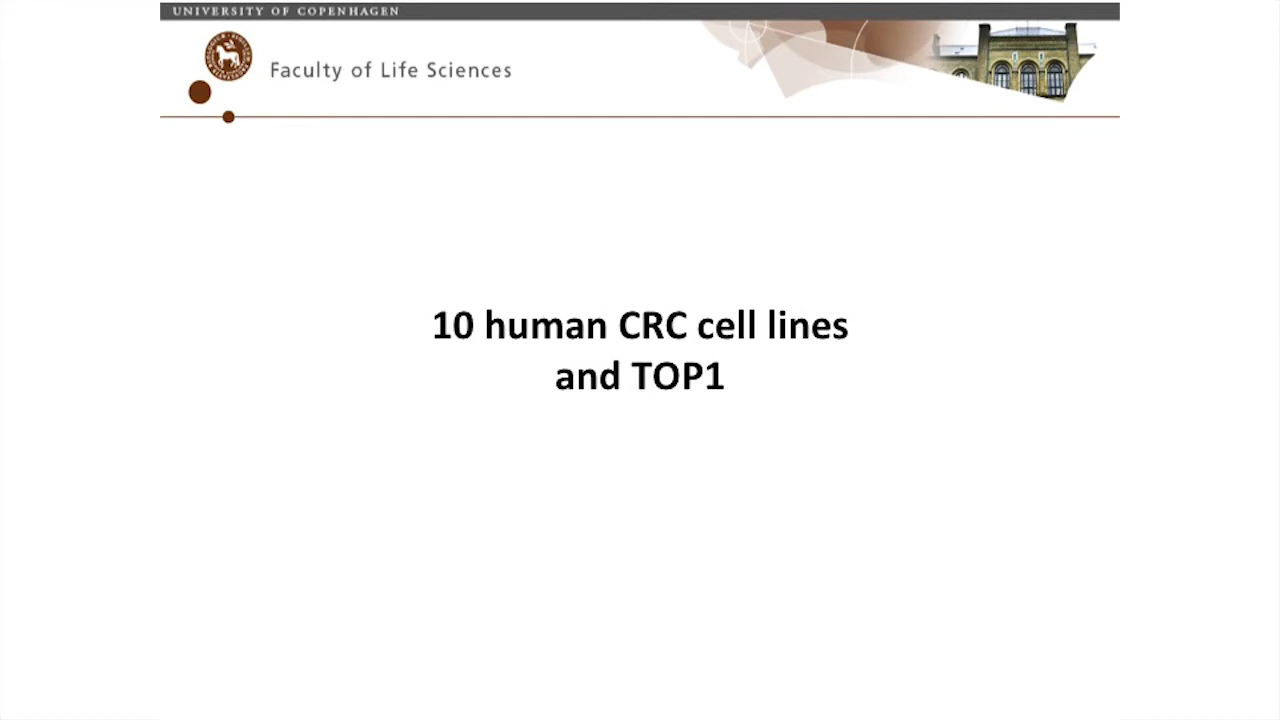 UNIVERSITY OF COPENHAGEN
Faculty of Life Sciences
10 human CRC cell lines
and TOP1